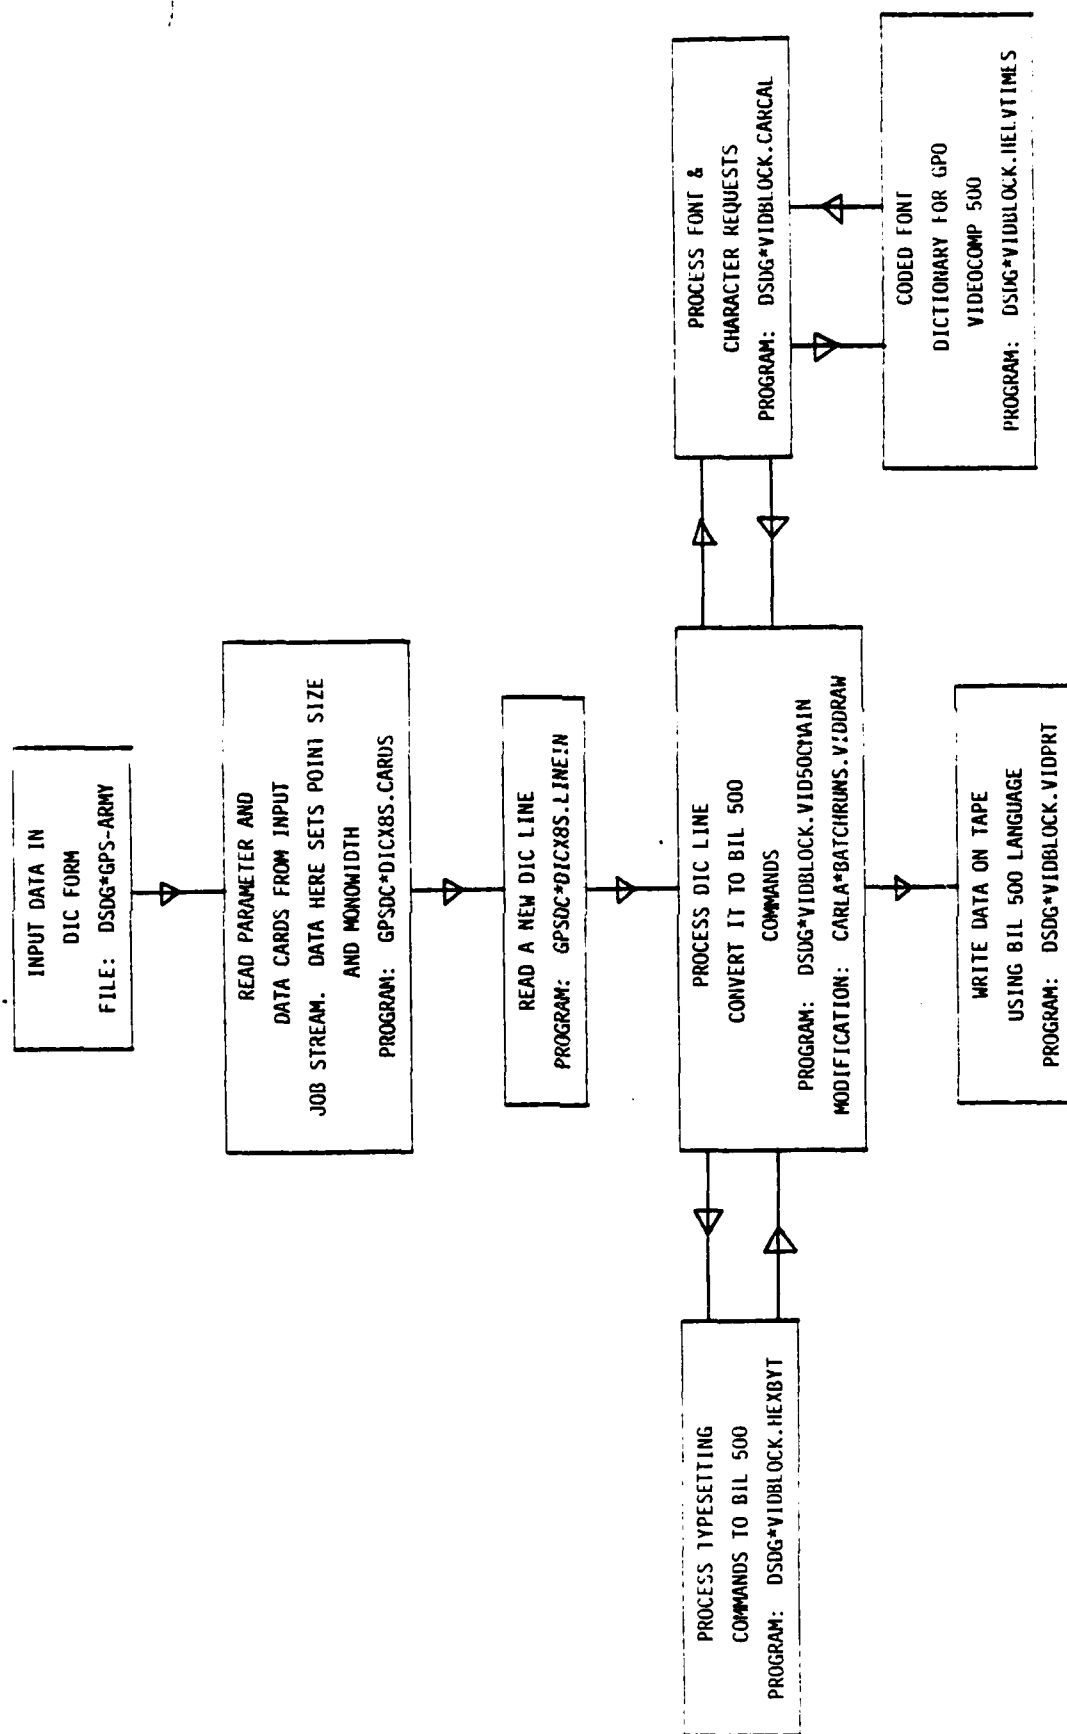 INPUT DATA IN
DIC FORM
FILE: DSDG*GPS-ARMY
READ PARAMETER AND
DATA CARDS FROM INPUT
JOB STREAM. DATA HERE SETS POINT SIZE
AND MONOWIDTH
PROGRAM: GPSDC*DICX8S.CARDS
READ A NEW DIC LINE
PROGRAM: GPSDC*DICX8S.LINEIN
PROCESS TYPESETTING
COMMANDS TO BIL 500
PROGRAM: DSDG*VIDBLOCK.HEXBYT
PROCESS DIC LINE
CONVERT IT TO BIL 500
COMMANDS
PROGRAM: DSDG*VIDBLOCK.VID50CMAIN
MODIFICATION: CARLA*BATCHRUNS.VIDDRAW
PROCESS FONT &
CHARACTER REQUESTS
PROGRAM: DSDG*VIDBLOCK.CARCAL
CODED FONT
DICTIONARY FOR GPO
VIDEOCOMP 500
PROGRAM: DSDG*VIDBLOCK.HELVTIMES
WRITE DATA ON TAPE
USING BIL 500 LANGUAGE
PROGRAM: DSDG*VIDBLOCK.VIDPRT